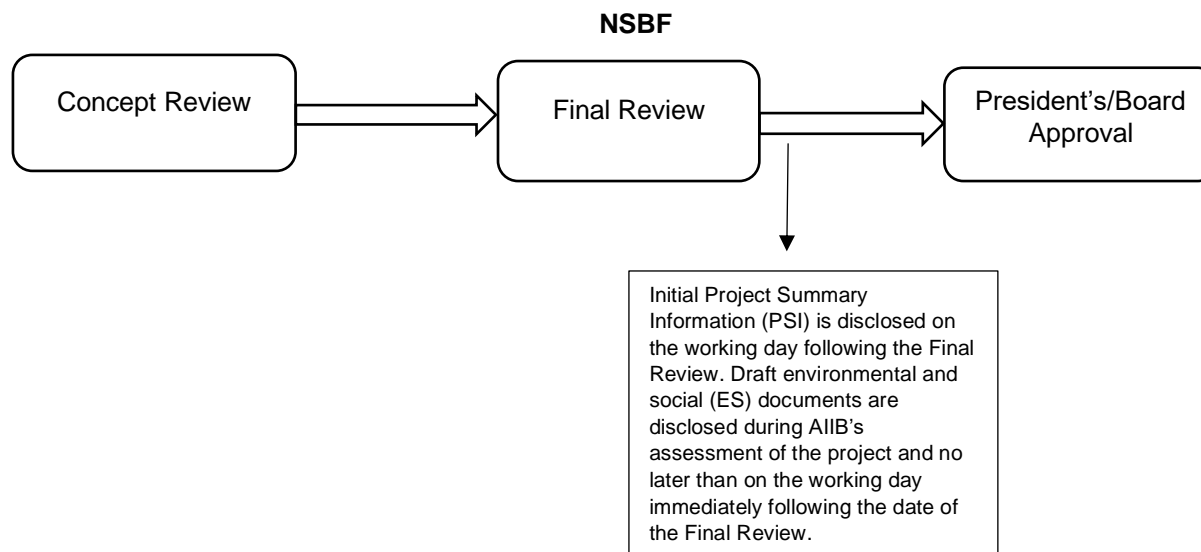 NSBF
Concept Review
Final Review
President’s/Board
Approval
Initial Project Summary
Information (PSI) is disclosed on
the working day following the Final
Review. Draft environmental and
social (ES) documents are
disclosed during AIIB’s
assessment of the project and no
later than on the working day
immediately following the date of
the Final Review.